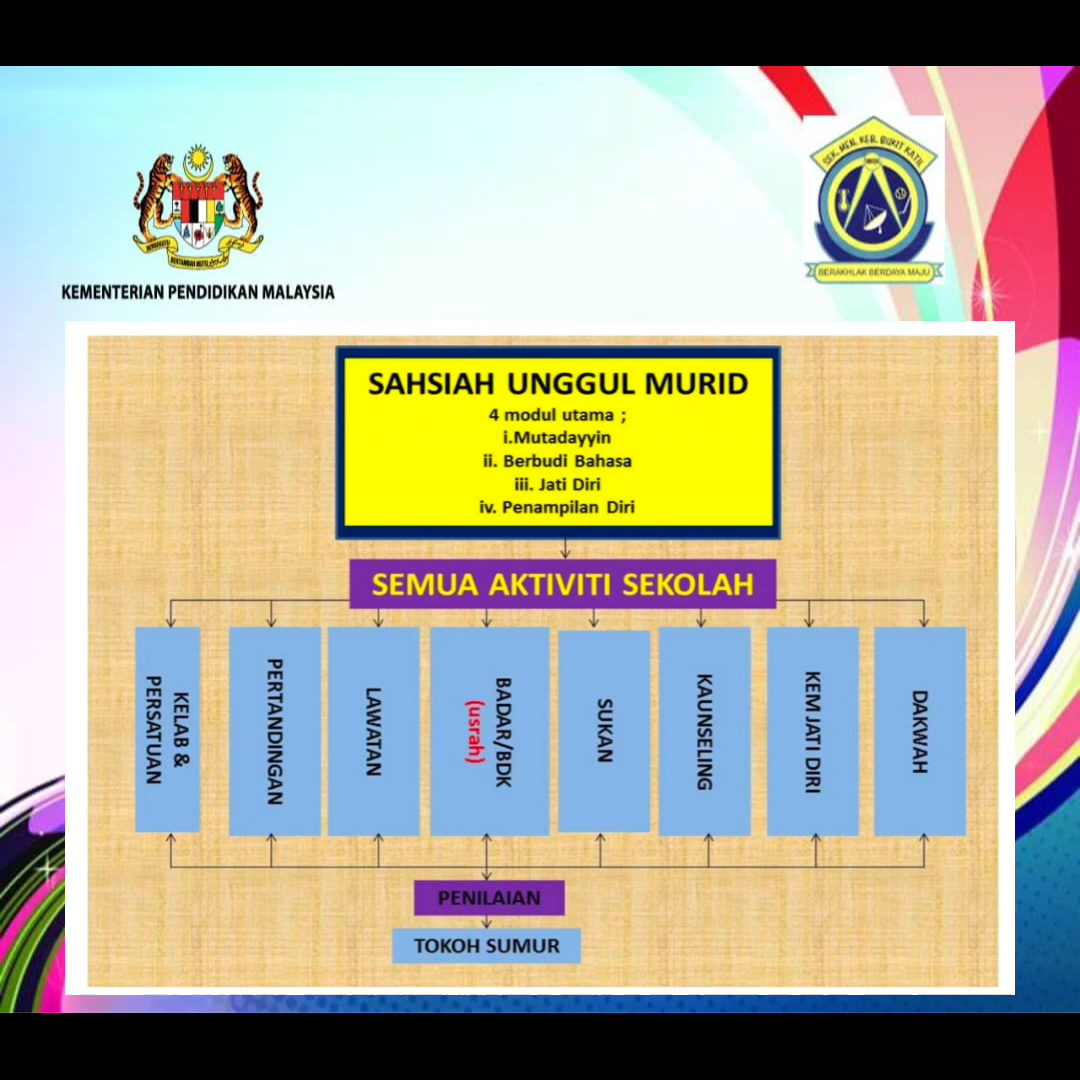 SEK. MEN. KEB. BUKIT KATIL
BERAKHLAK BERDAYA MAJU
KEMENTERIAN PENDIDIKAN MALAYSIA
SAHSIAH UNGGUL MURID
4 modul utama ;
i.Mutadayyin
ii. Berbudi Bahasa
iii. Jati Diri
iv. Penampilan Diri
SEMUA AKTIVITI SEKOLAH
KELAB &
PERSATUAN
PERTANDINGAN
LAWATAN
BADAR/BDK
(usrah)
SUKAN
KAUNSELING
KEM JATI DIRI
DAKWAH
PENILAIAN
TOKOH SUMUR